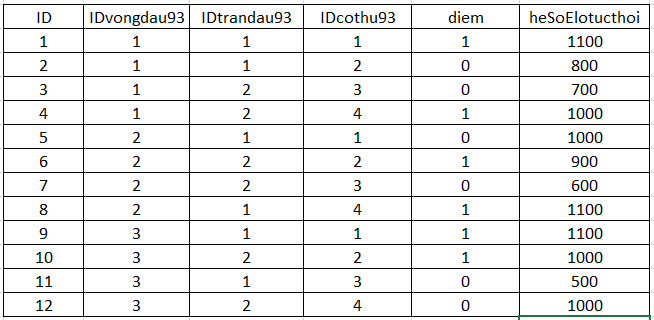 ID IDvongdau93 IDtrandau93 IDcothu93 diem heSoElotucthoi
1 1 1 1 1 1100
2 1 1 2 0 800
3 1 2 3 0 700
4 1 2 4 1 1000
5 2 1 1 0 1000
6 2 2 2 1 900
7 2 2 3 0 600
8 2 1 4 1 1100
9 3 1 1 1 1100
10 3 2 2 1 1000
11 3 1 3 0 500
12 3 2 4 0 1000